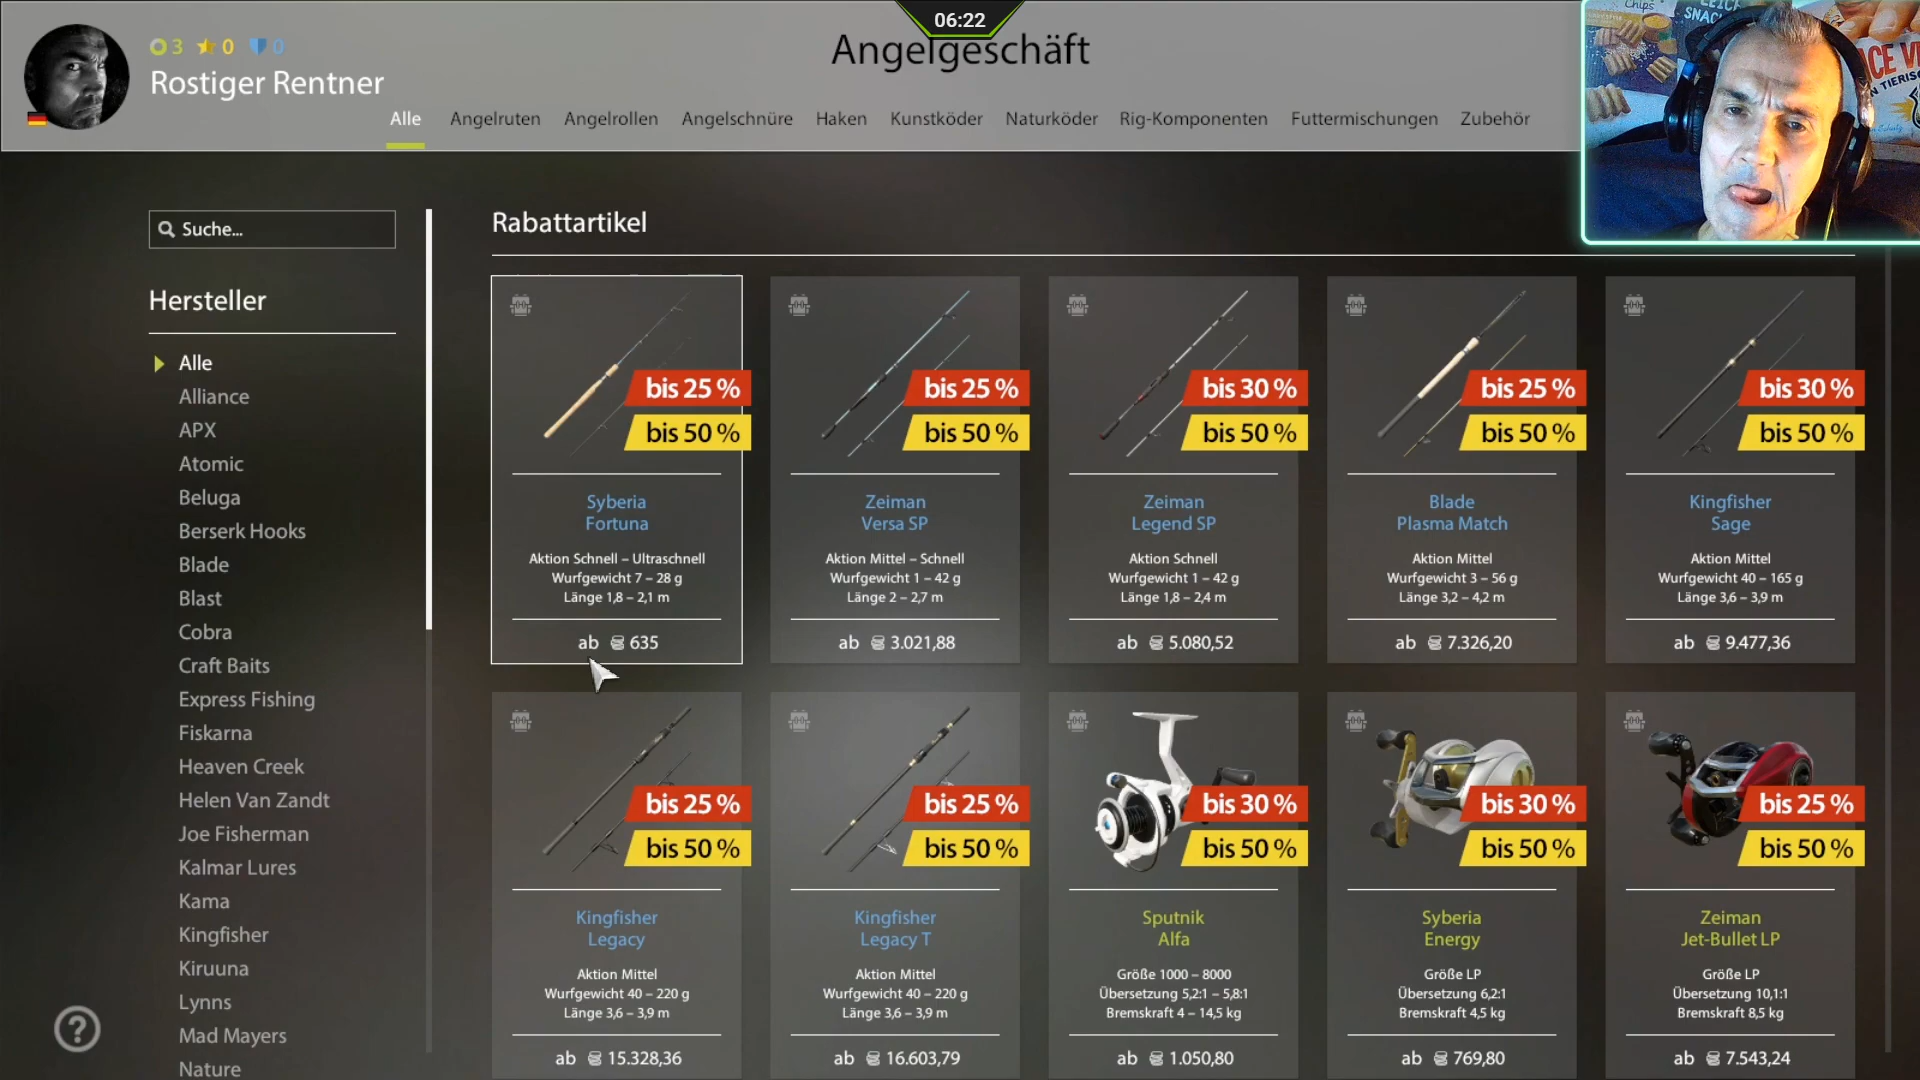 06:22
3 0 0
Rostiger Rentner
Angelgeschäft
Alle Angelruten Angelrollen Angelschnüre Haken Kunstköder Naturköder Rig-Komponenten Futtermischungen Zubehör
Chips
SNAC
ICE V
TIERIS
Suche...
Hersteller
Alle
Alliance
APX
Atomic
Beluga
Berserk Hooks
Blade
Blast
Cobra
Craft Baits
Express Fishing
Fiskarna
Heaven Creek
Helen Van Zandt
Joe Fisherman
Kalmar Lures
Kama
Kingfisher
Kiruuna
Lynns
Mad Mayers
Nature
Rabattartikel
bis 25 %
bis 50 %
Syberia
Fortuna
Aktion Schnell – Ultraschnell
Wurfgewicht 7 – 28 g
Länge 1,8 – 2,1 m
ab 635
bis 25 %
bis 50 %
Zeiman
Versa SP
Aktion Mittel – Schnell
Wurfgewicht 1 – 42 g
Länge 2 – 2,7 m
ab 3.021,88
bis 30 %
bis 50 %
Zeiman
Legend SP
Aktion Schnell
Wurfgewicht 1 – 42 g
Länge 1,8 – 2,4 m
ab 5.080,52
bis 25 %
bis 50 %
Blade
Plasma Match
Aktion Mittel
Wurfgewicht 3 – 56 g
Länge 3,2 – 4,2 m
ab 7.326,20
bis 30 %
bis 50 %
Kingfisher
Sage
Aktion Mittel
Wurfgewicht 40 – 165 g
Länge 3,6 – 3,9 m
ab 9.477,36
bis 25 %
bis 50 %
Kingfisher
Legacy
Aktion Mittel
Wurfgewicht 40 – 220 g
Länge 3,6 – 3,9 m
ab 15.328,36
bis 25 %
bis 50 %
Kingfisher
Legacy T
Aktion Mittel
Wurfgewicht 40 – 220 g
Länge 3,6 – 3,9 m
ab 16.603,79
bis 30 %
bis 50 %
Sputnik
Alfa
Größe 1000 – 8000
Übersetzung 5,2:1 – 5,8:1
Bremskraft 4 – 14,5 kg
ab 1.050,80
bis 30 %
bis 50 %
Syberia
Energy
Größe LP
Übersetzung 6,2:1
Bremskraft 4,5 kg
ab 769,80
bis 25 %
bis 50 %
Zeiman
Jet-Bullet LP
Größe LP
Übersetzung 10,1:1
Bremskraft 8,5 kg
ab 7.543,24
?